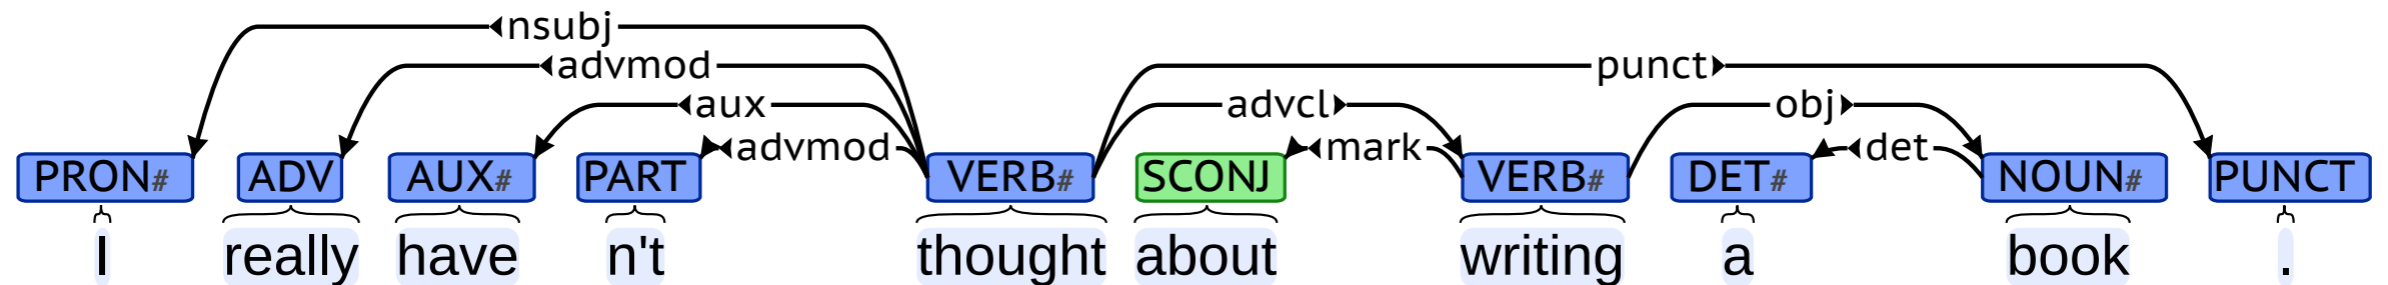 nsubj
advmod punct
aux advcl obj
advmod mark det
PRON# ADV AUX# PART VERB# SCONJ VERB# DET# NOUN# PUNCT
I really have n't thought about writing a book .